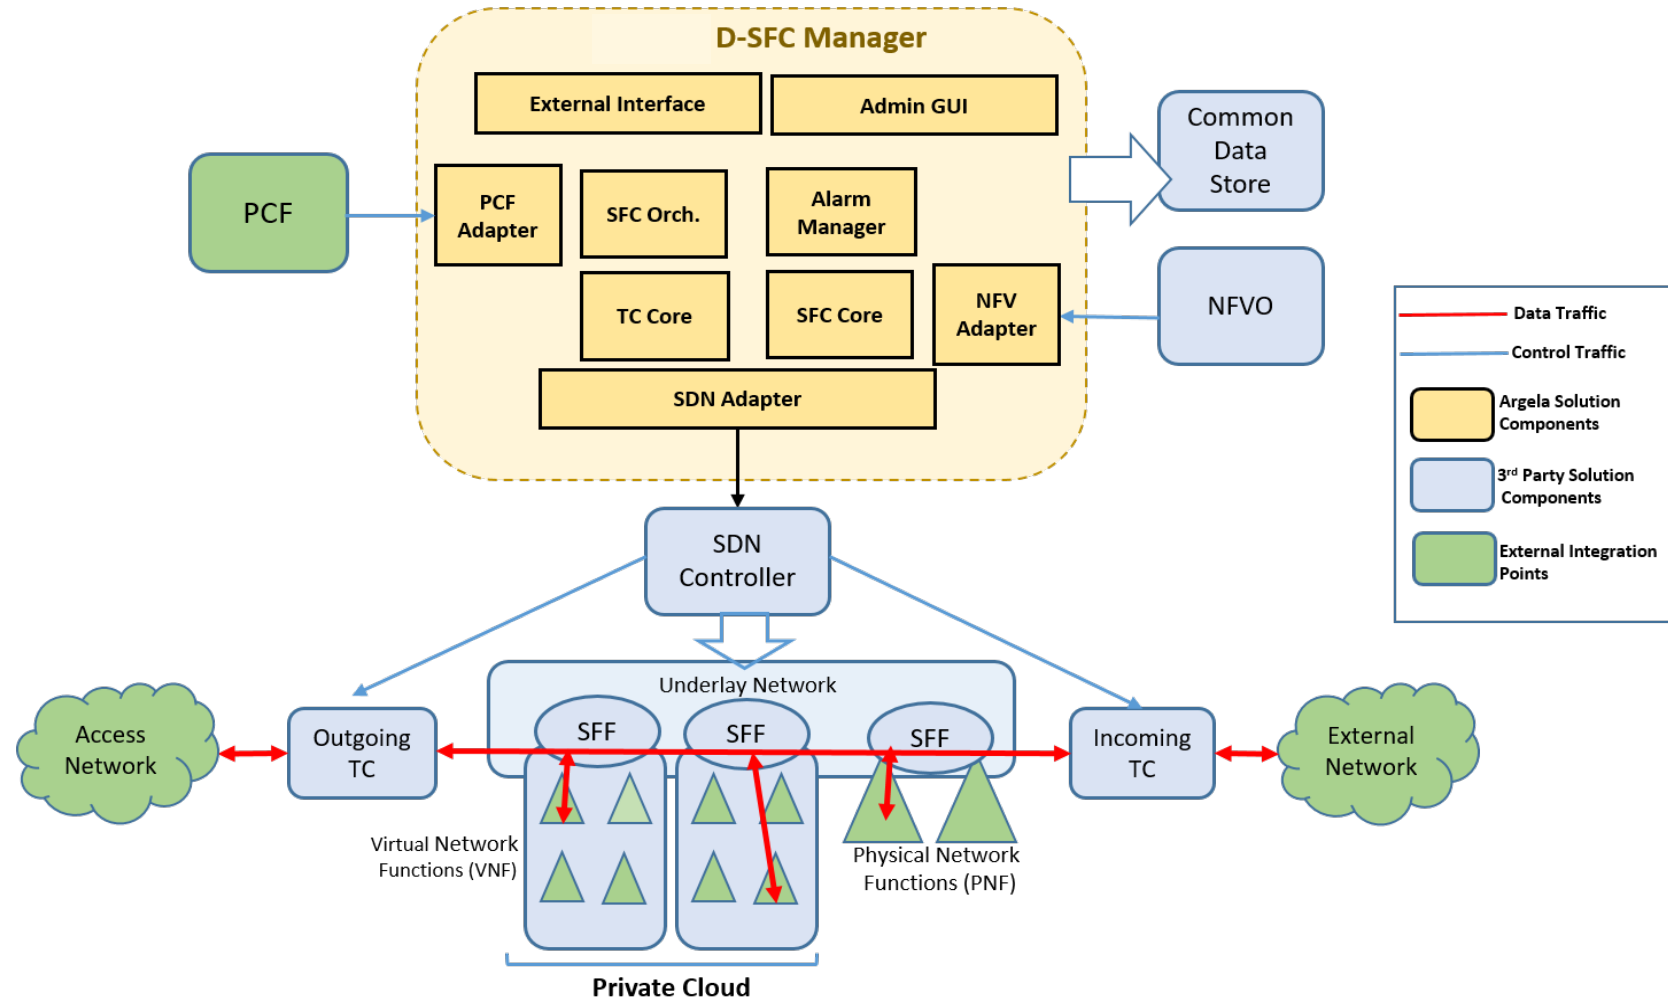 D-SFC Manager
External Interface
Admin GUI
Common
Data
Store
PCF
PCF
Adapter
SFC Orch.
Alarm
Manager
TC Core
SFC Core
NFV
Adapter
NFVO
SDN Adapter
Data Traffic
Control Traffic
Argela Solution
Components
3rd Party Solution
Components
External Integration
Points
SDN
Controller
Underlay Network
SFF
SFF
SFF
Access
Network
Outgoing
TC
Incoming
TC
External
Network
Virtual Network
Functions (VNF)
Physical Network
Functions (PNF)
Private Cloud